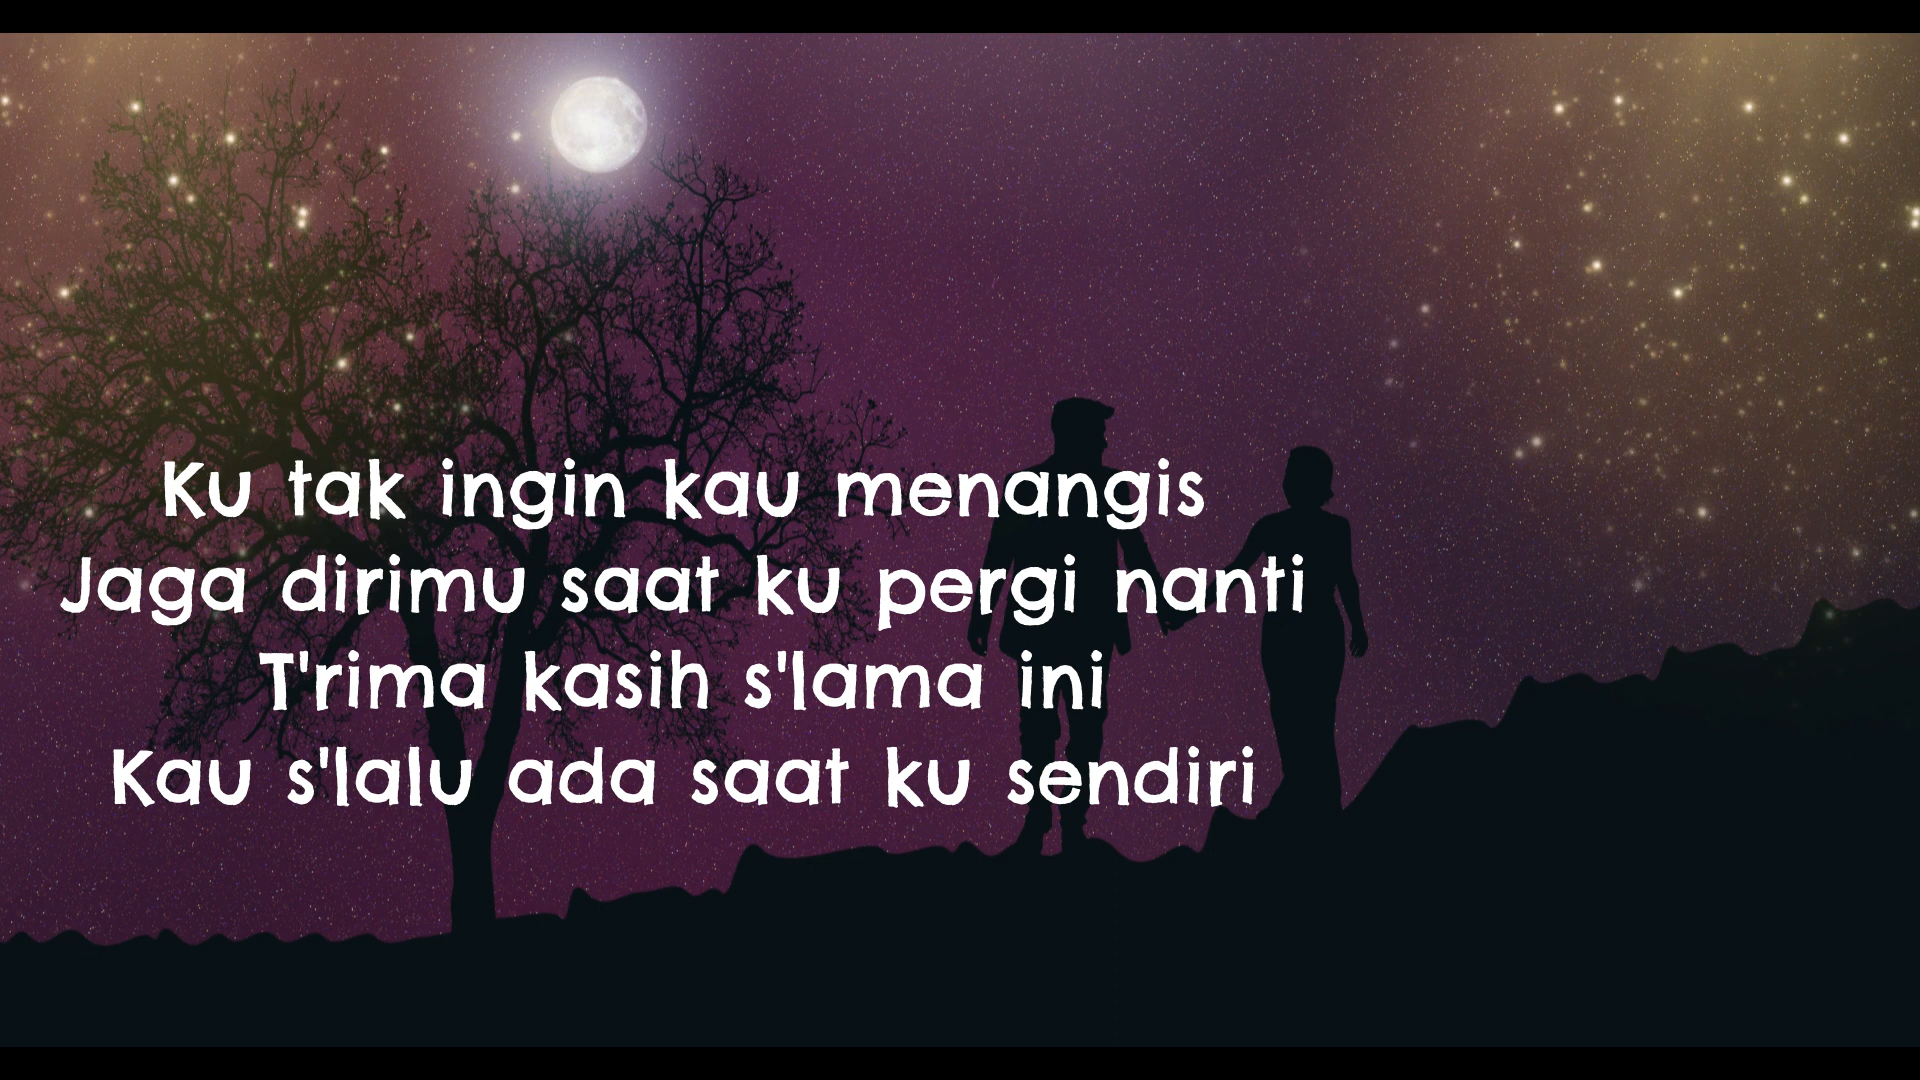 Ku tak ingin kau menangis
Jaga dirimu saat ku pergi nanti
T'rima kasih s'lama ini
Kau s'lalu ada saat ku sendiri